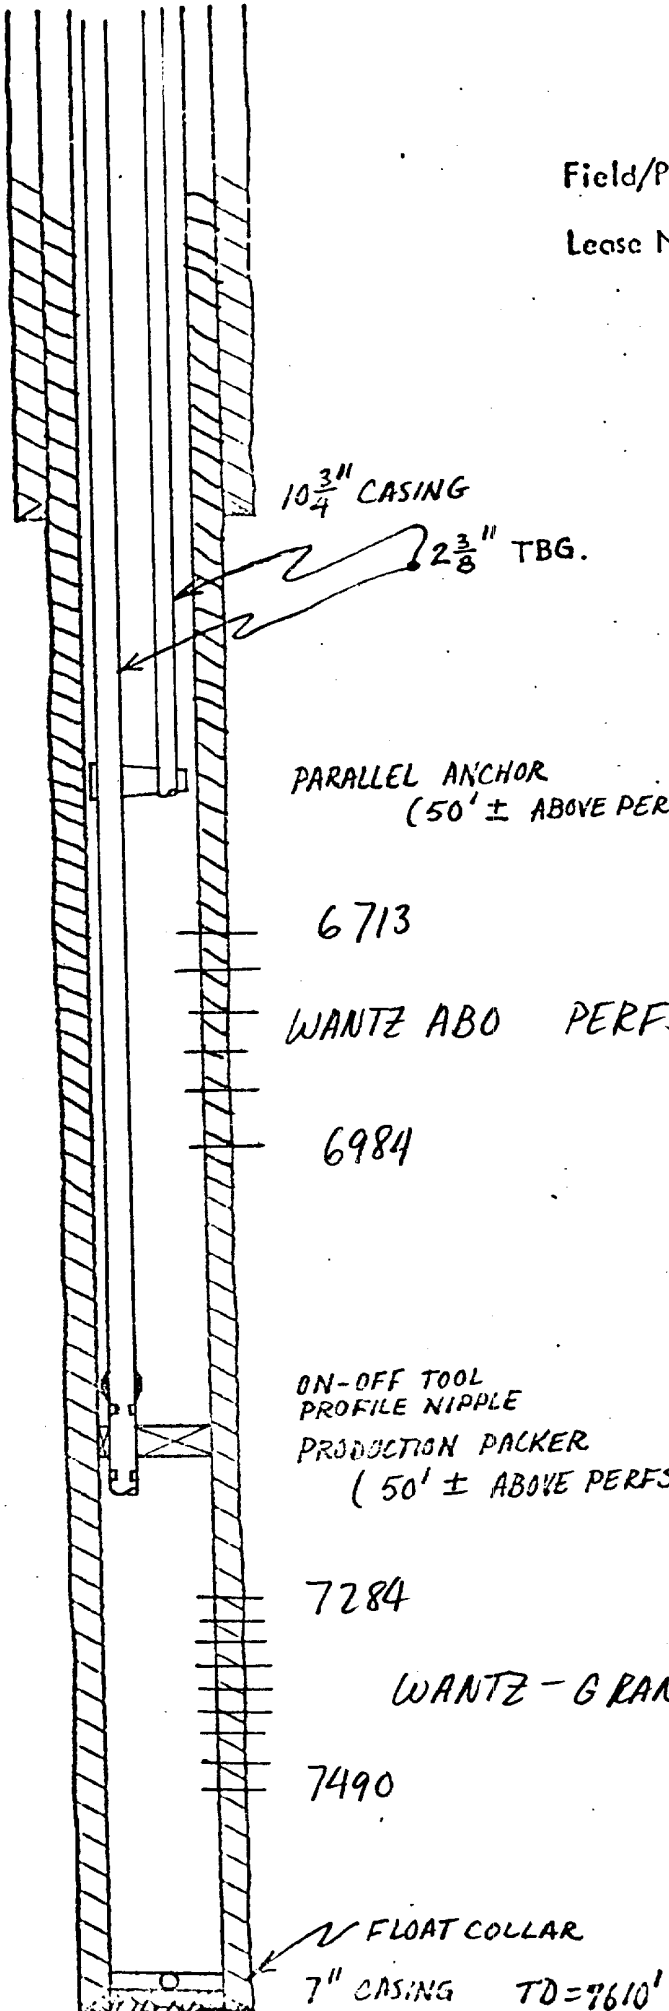 Field/P
Lease N
10 3/4" CASING
2 3/8" TBG.
PARALLEL ANCHOR
(50' ± ABOVE PER
6713
WANTZ ABO PERFS
6984
ON-OFF TOOL
PROFILE NIPPLE
PRODUCTION PACKER
(50' ± ABOVE PERFS
7284
WANTZ - GRAN
7490
FLOAT COLLAR
7" CASING TD=7610'